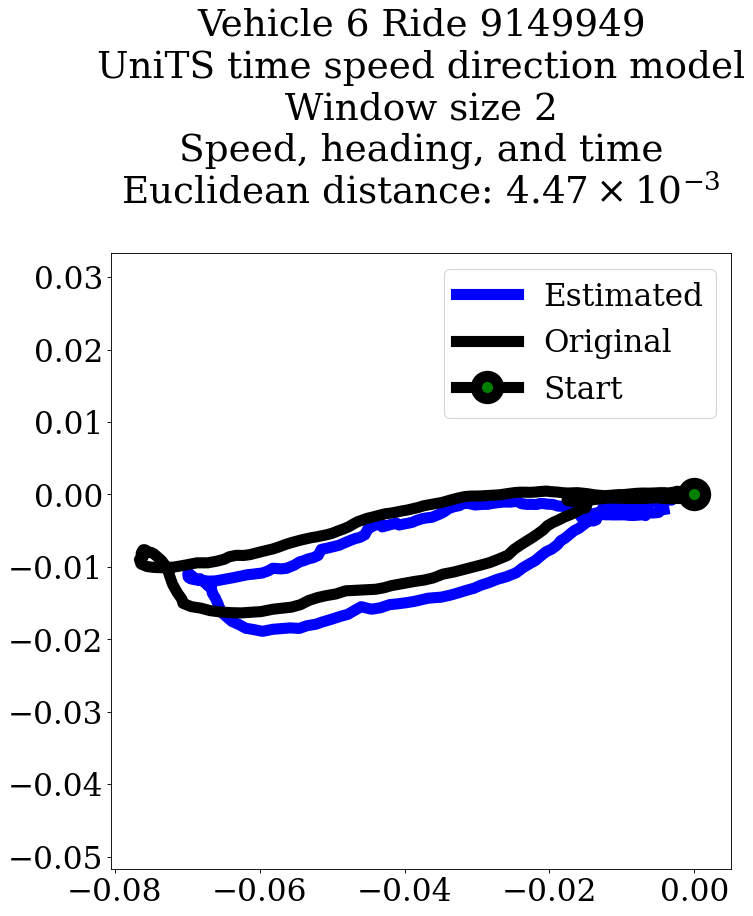 Vehicle 6 Ride 9149949
UniTS time speed direction model
Window size 2
Speed, heading, and time
Euclidean distance: 4.47 × 10⁻³
Estimated
Original
Start
0.03
0.02
0.01
0.00
−0.01
−0.02
−0.03
−0.04
−0.05
−0.08 −0.06 −0.04 −0.02 0.00